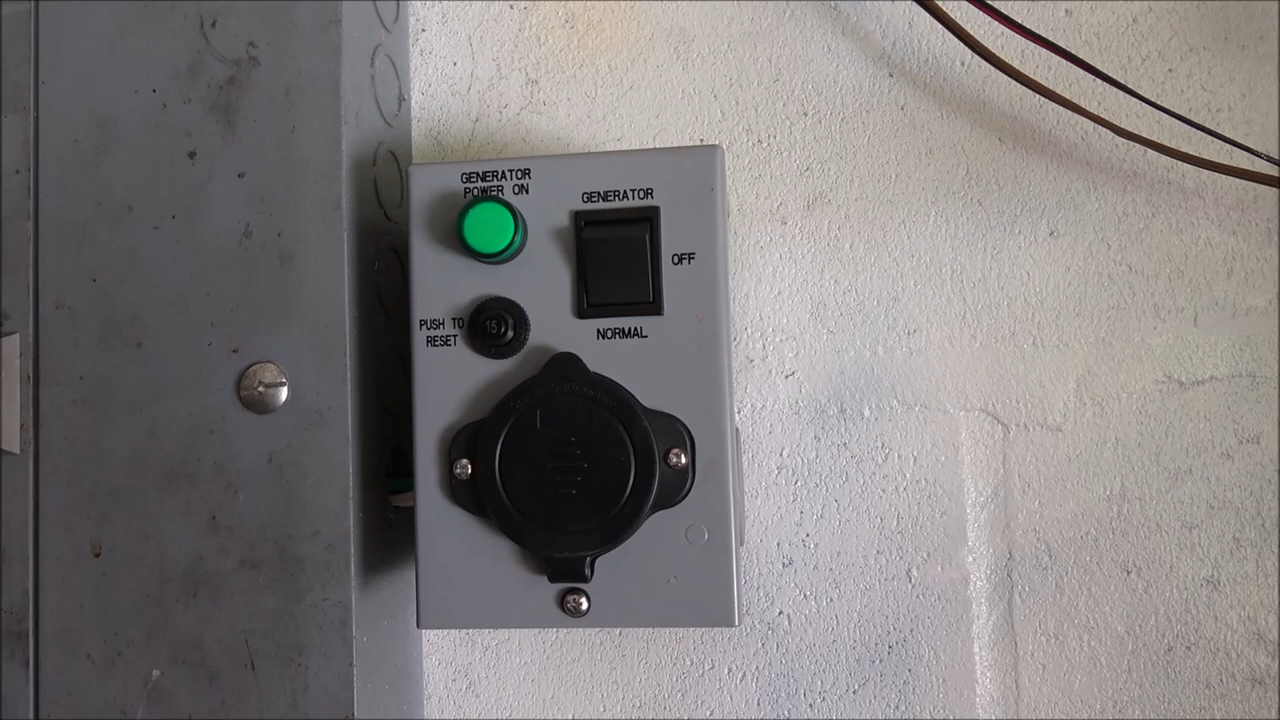 GENERATOR
POWER ON
GENERATOR
OFF
PUSH TO
RESET
15
NORMAL